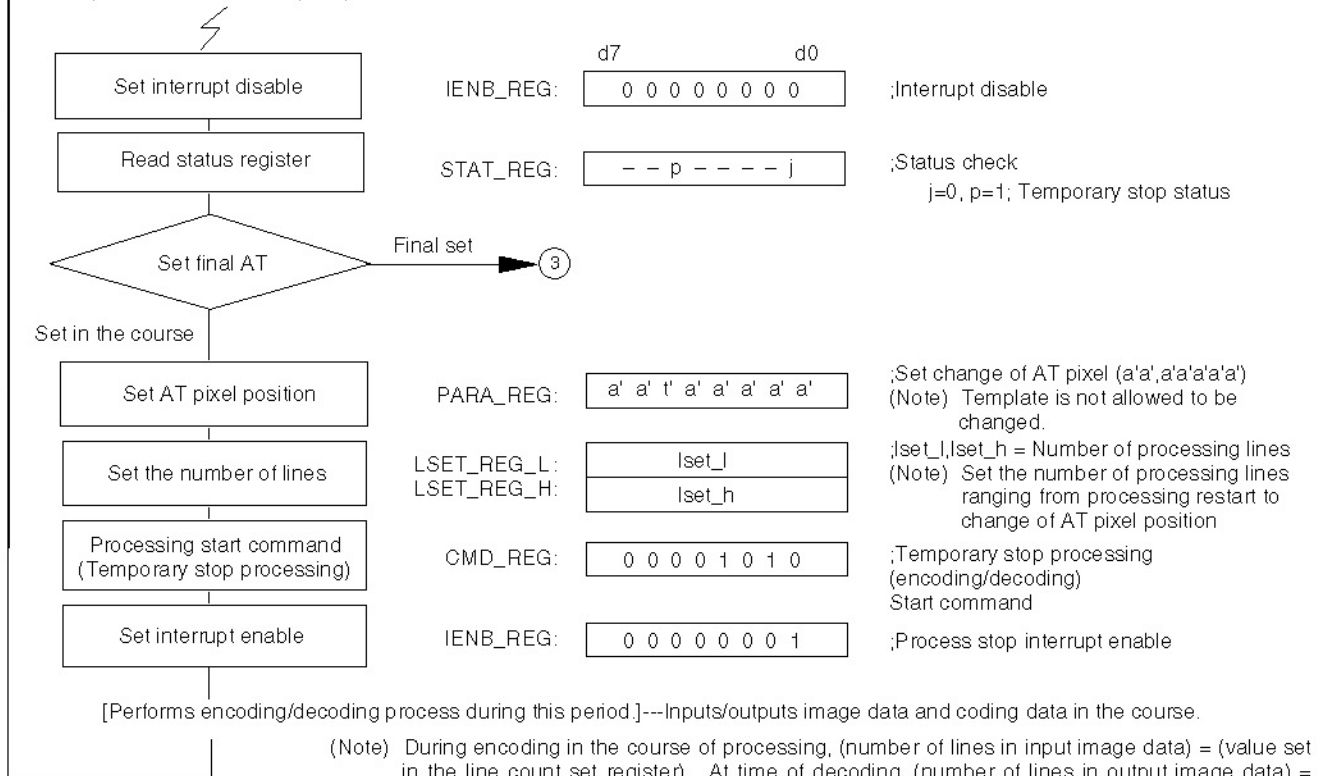 d7 d0
Set interrupt disable IENB_REG: 0 0 0 0 0 0 0 0 ;Interrupt disable
Read status register STAT_REG: – – p – – – – j ;Status check
j=0, p=1; Temporary stop status
Final set
Set final AT 3
Set in the course
Set AT pixel position PARA_REG: a' a' t' a' a' a' a' a' ;Set change of AT pixel (a'a',a'a'a'a'a')
(Note) Template is not allowed to be
changed.
Set the number of lines LSET_REG_L: lset_l ;lset_l,lset_h = Number of processing lines
LSET_REG_H: lset_h (Note) Set the number of processing lines
ranging from processing restart to
change of AT pixel position
Processing start command
(Temporary stop processing) CMD_REG: 0 0 0 0 1 0 1 0 ;Temporary stop processing
(encoding/decoding)
Start command
Set interrupt enable IENB_REG: 0 0 0 0 0 0 0 1 ;Process stop interrupt enable
[Performs encoding/decoding process during this period.]---Inputs/outputs image data and coding data in the course.
(Note) During encoding in the course of processing, (number of lines in input image data) = (value set
in the line count set register). At time of decoding, (number of lines in output image data) =